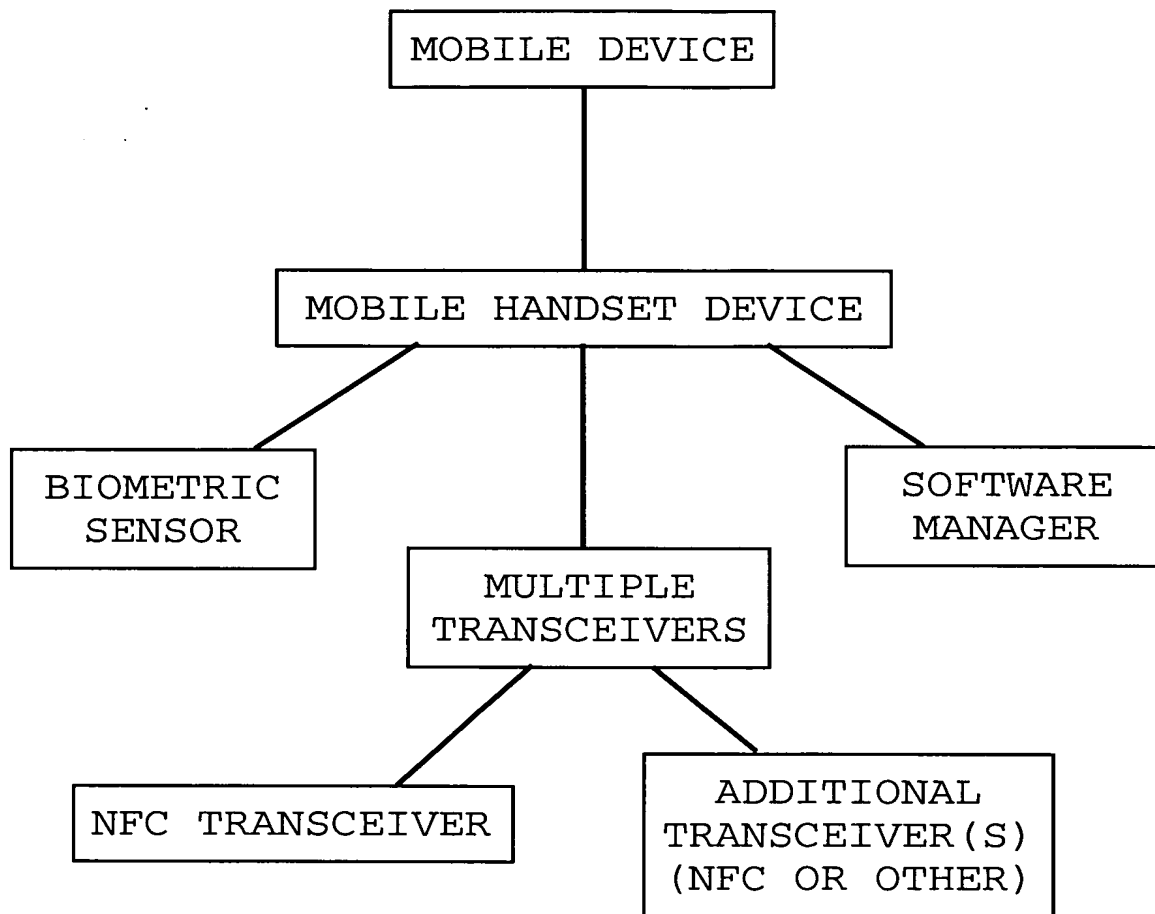 MOBILE DEVICE
MOBILE HANDSET DEVICE
BIOMETRIC
SENSOR
SOFTWARE
MANAGER
MULTIPLE
TRANSCEIVERS
NFC TRANSCEIVER
ADDITIONAL
TRANSCEIVER(S)
(NFC OR OTHER)